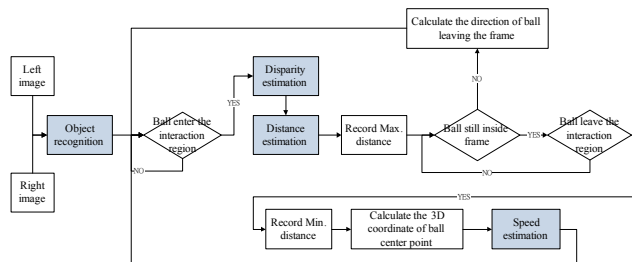 Left
image
Right
image
Object
recognition
Ball enter the
interaction
region
NO
YES
Disparity
estimation
Distance
estimation
Record Max.
distance
Ball still inside
frame
NO
Calculate the direction of ball
leaving the frame
YES
Ball leave the
interaction
region
NO
YES
Record Min.
distance
Calculate the 3D
coordinate of ball
center point
Speed
estimation